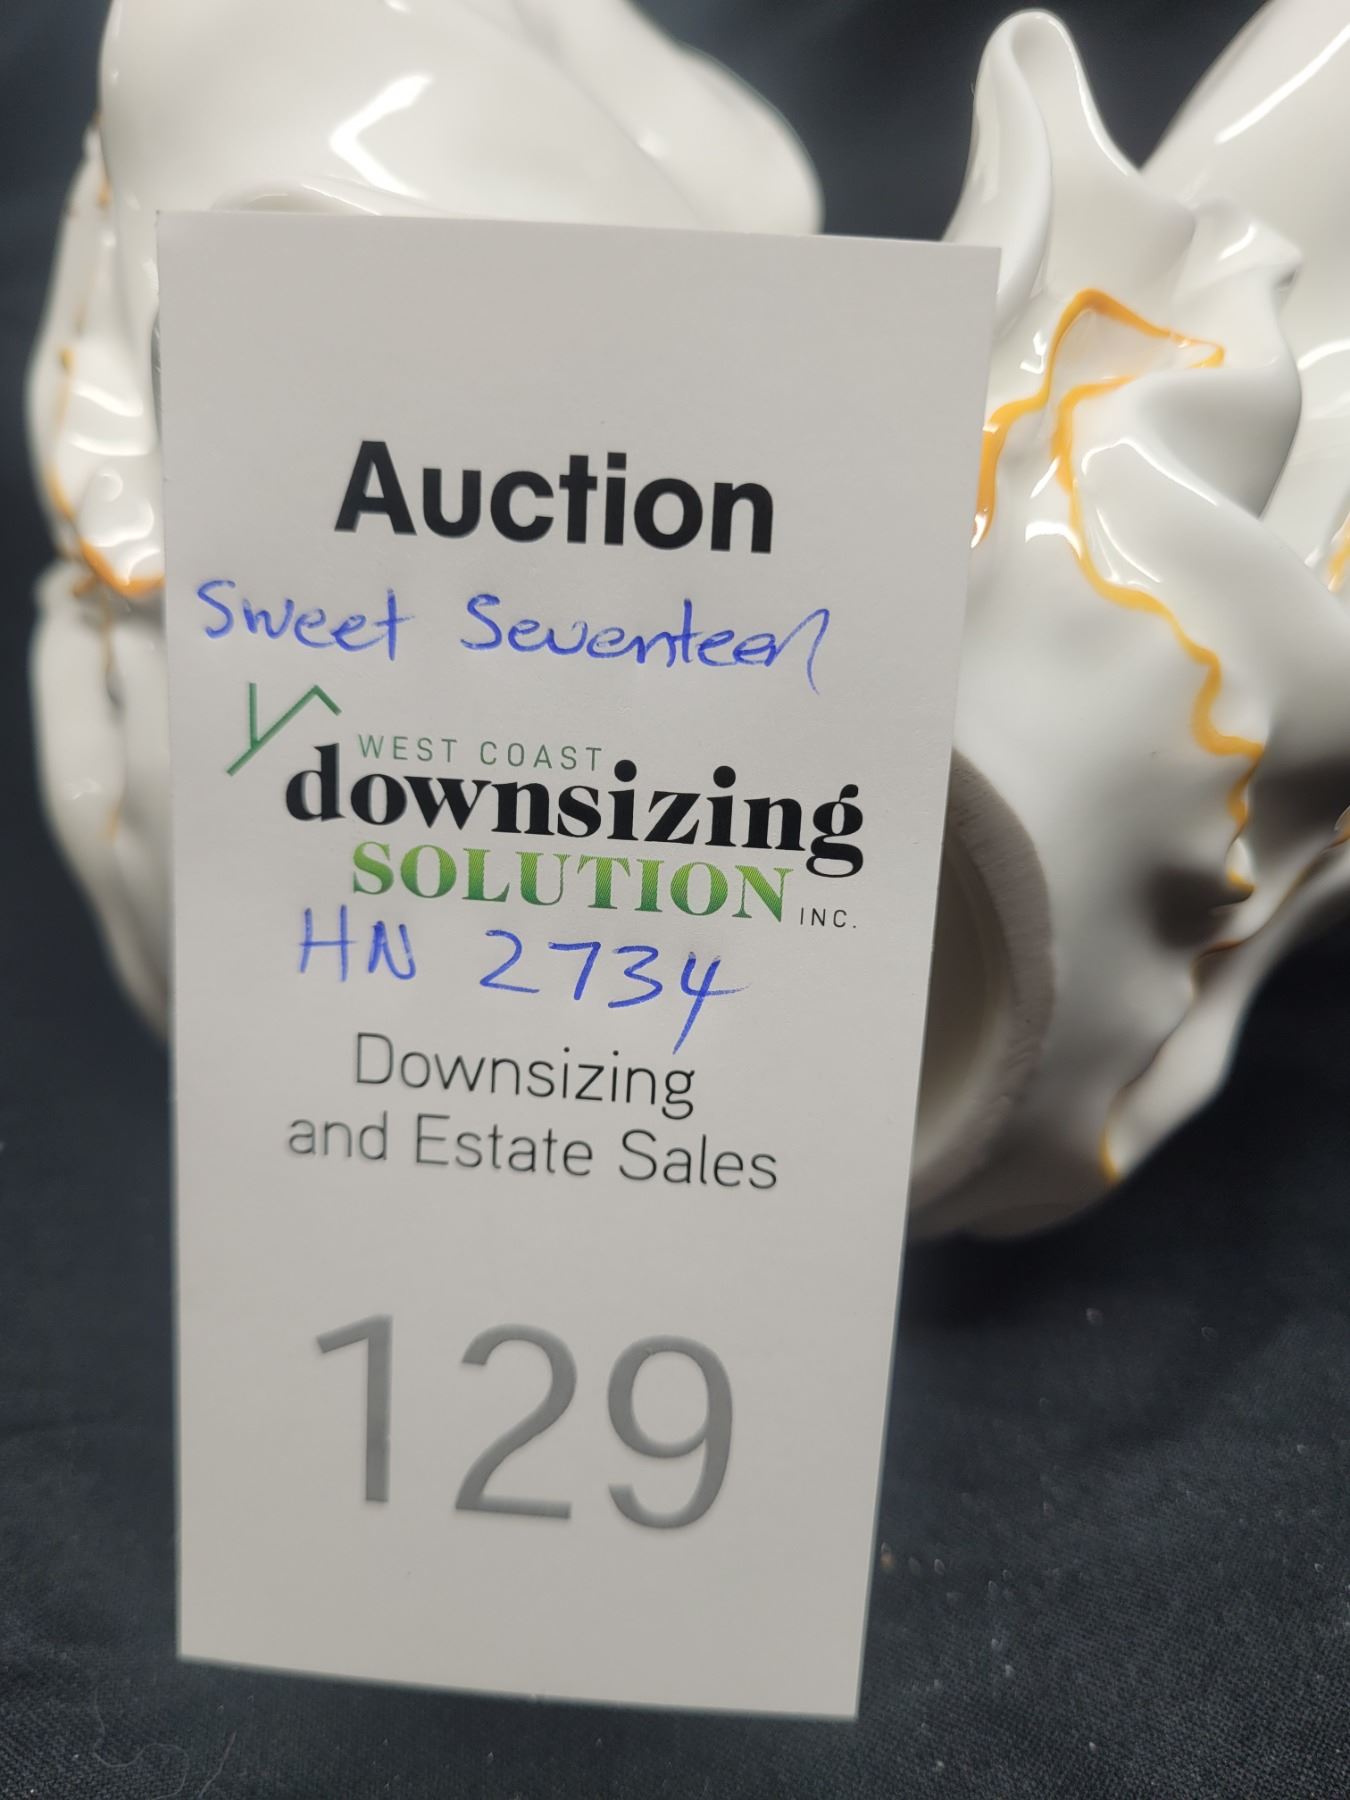 Auction
Sweet Seventeen
WEST COAST
downsizing
SOLUTION INC.
HN 2734
Downsizing
and Estate Sales
129